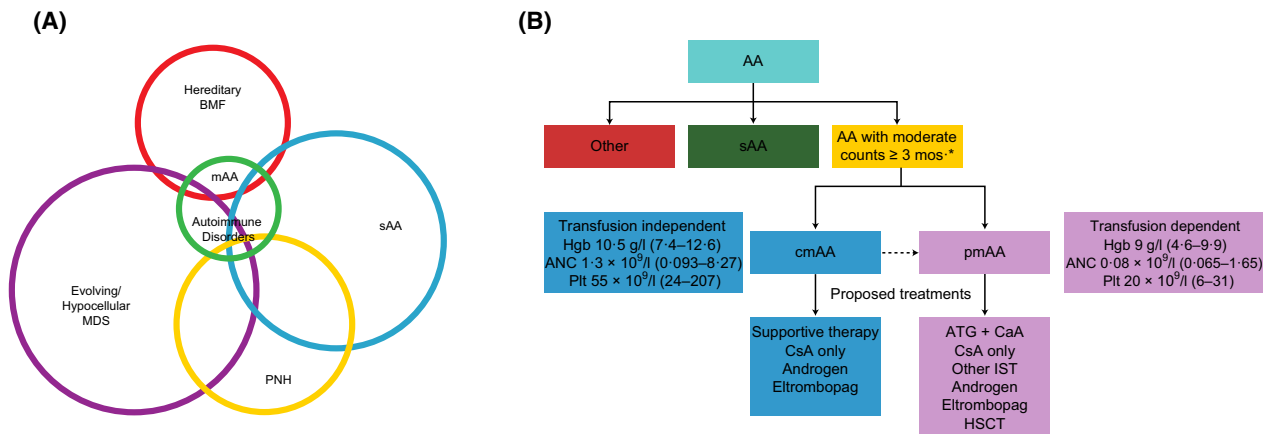 (A)
Hereditary
BMF
mAA
Autoimmune
Disorders
sAA
Evolving/
Hypocellular
MDS
PNH
(B)
AA
Other
sAA
AA with moderate
counts ≥ 3 mos·*
Transfusion independent
Hgb 10·5 g/l (7·4–12·6)
ANC 1·3 × 10⁹/l (0·093–8·27)
Plt 55 × 10⁹/l (24–207)
cmAA
pmAA
Transfusion dependent
Hgb 9 g/l (4·6–9·9)
ANC 0·08 × 10⁹/l (0·065–1·65)
Plt 20 × 10⁹/l (6–31)
Proposed treatments
Supportive therapy
CsA only
Androgen
Eltrombopag
ATG + CaA
CsA only
Other IST
Androgen
Eltrombopag
HSCT